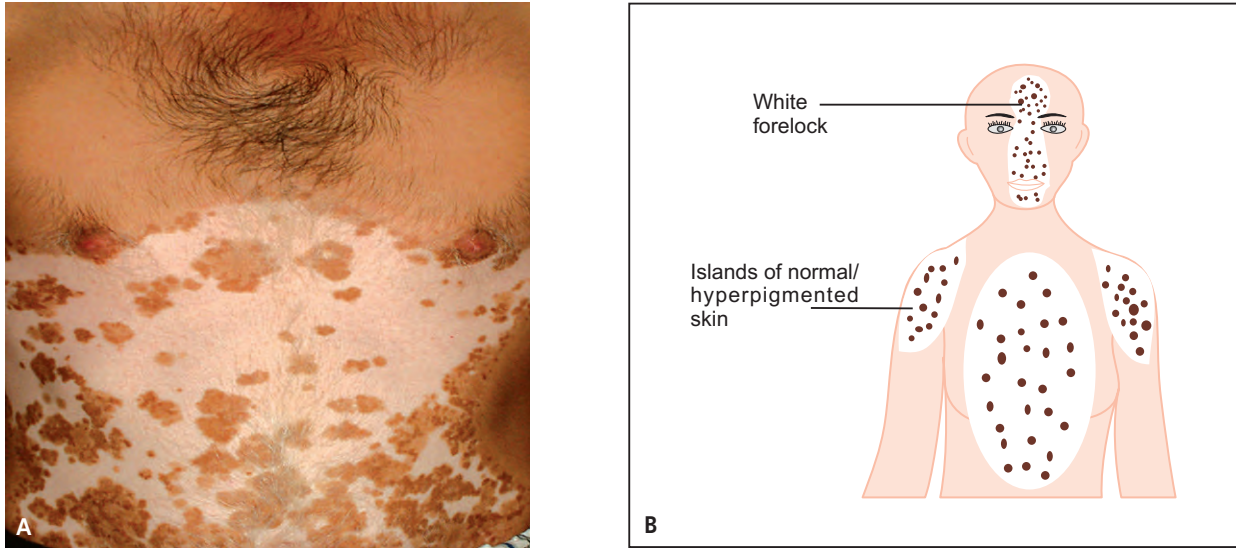 A
White
forelock
Islands of normal/
hyperpigmented
skin
B